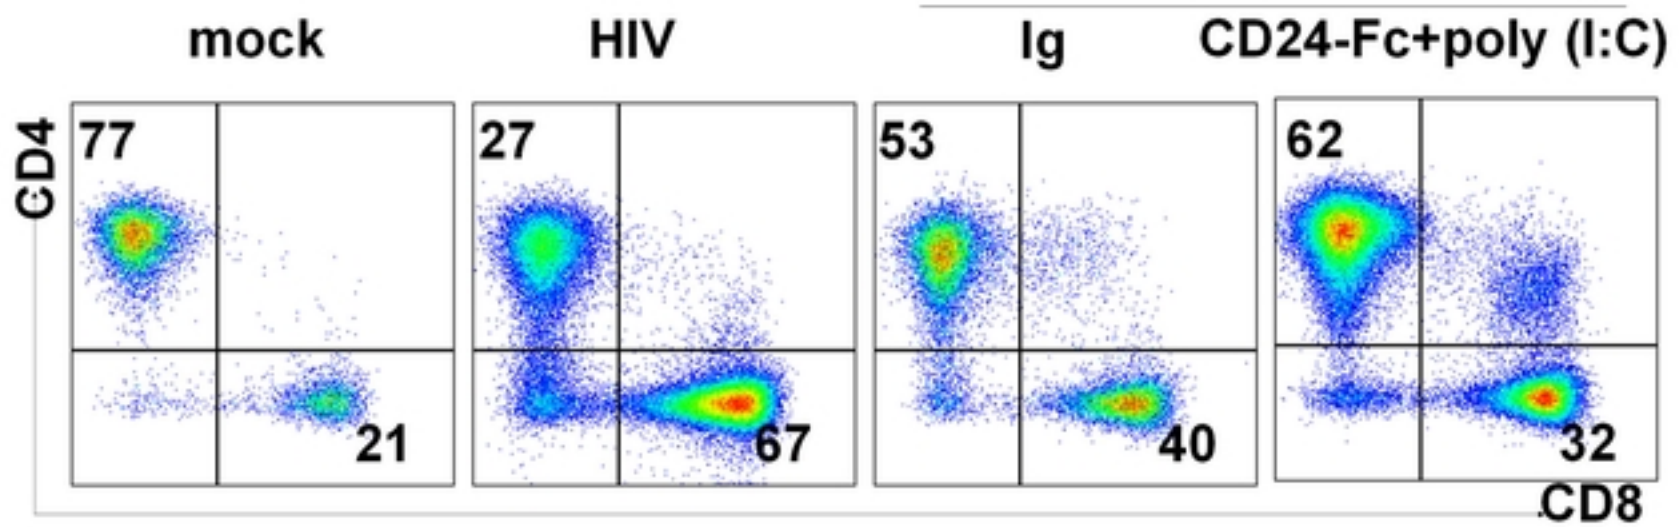 mock HIV Ig CD24-Fc+poly (I:C)
CD4
77 27 53 62
21 67 40 32
CD8